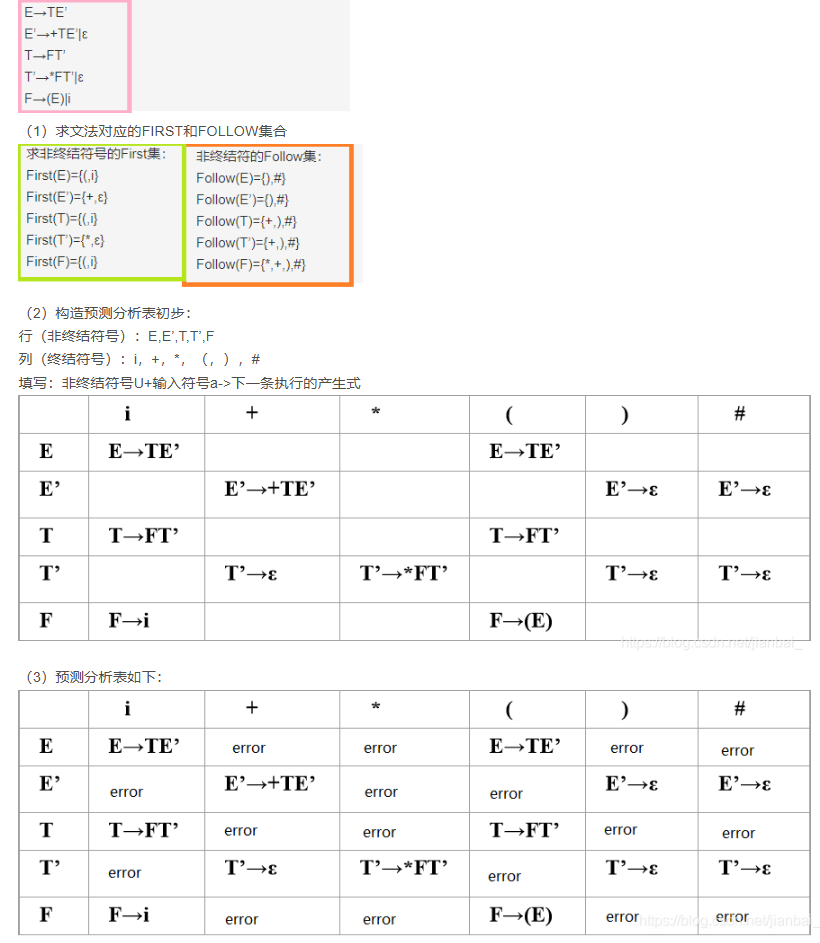 E→TE’
E’→+TE’|ε
T→FT’
T’→*FT’|ε
F→(E)|i
（1）求文法对应的FIRST和FOLLOW集合
求非终结符号的First集：
First(E)={(,i}
First(E’)={+,ε}
First(T)={(,i}
First(T’)={*,ε}
First(F)={(,i}
非终结符的Follow集：
Follow(E)={),#}
Follow(E’)={),#}
Follow(T)={+,),#}
Follow(T’)={+,),#}
Follow(F)={*,+,),#}
（2）构造预测分析表初步：
行（非终结符号）：E,E’,T,T’,F
列（终结符号）：i，+，*，（，），#
填写：非终结符号U+输入符号a->下一条执行的产生式
i + * ( ) #
E E→TE’ E→TE’
E’ E’→+TE’ E’→ε E’→ε
T T→FT’ T→FT’
T’ T’→ε T’→*FT’ T’→ε T’→ε
F F→i F→(E)
https://blog.csdn.net/jianbai_
（3）预测分析表如下：
i + * ( ) #
E E→TE’ error error E→TE’ error error
E’ error E’→+TE’ error error E’→ε E’→ε
T T→FT’ error error T→FT’ error error
T’ error T’→ε T’→*FT’ error T’→ε T’→ε
F F→i error error F→(E) error error
https://blog.csdn.net/jianbai_